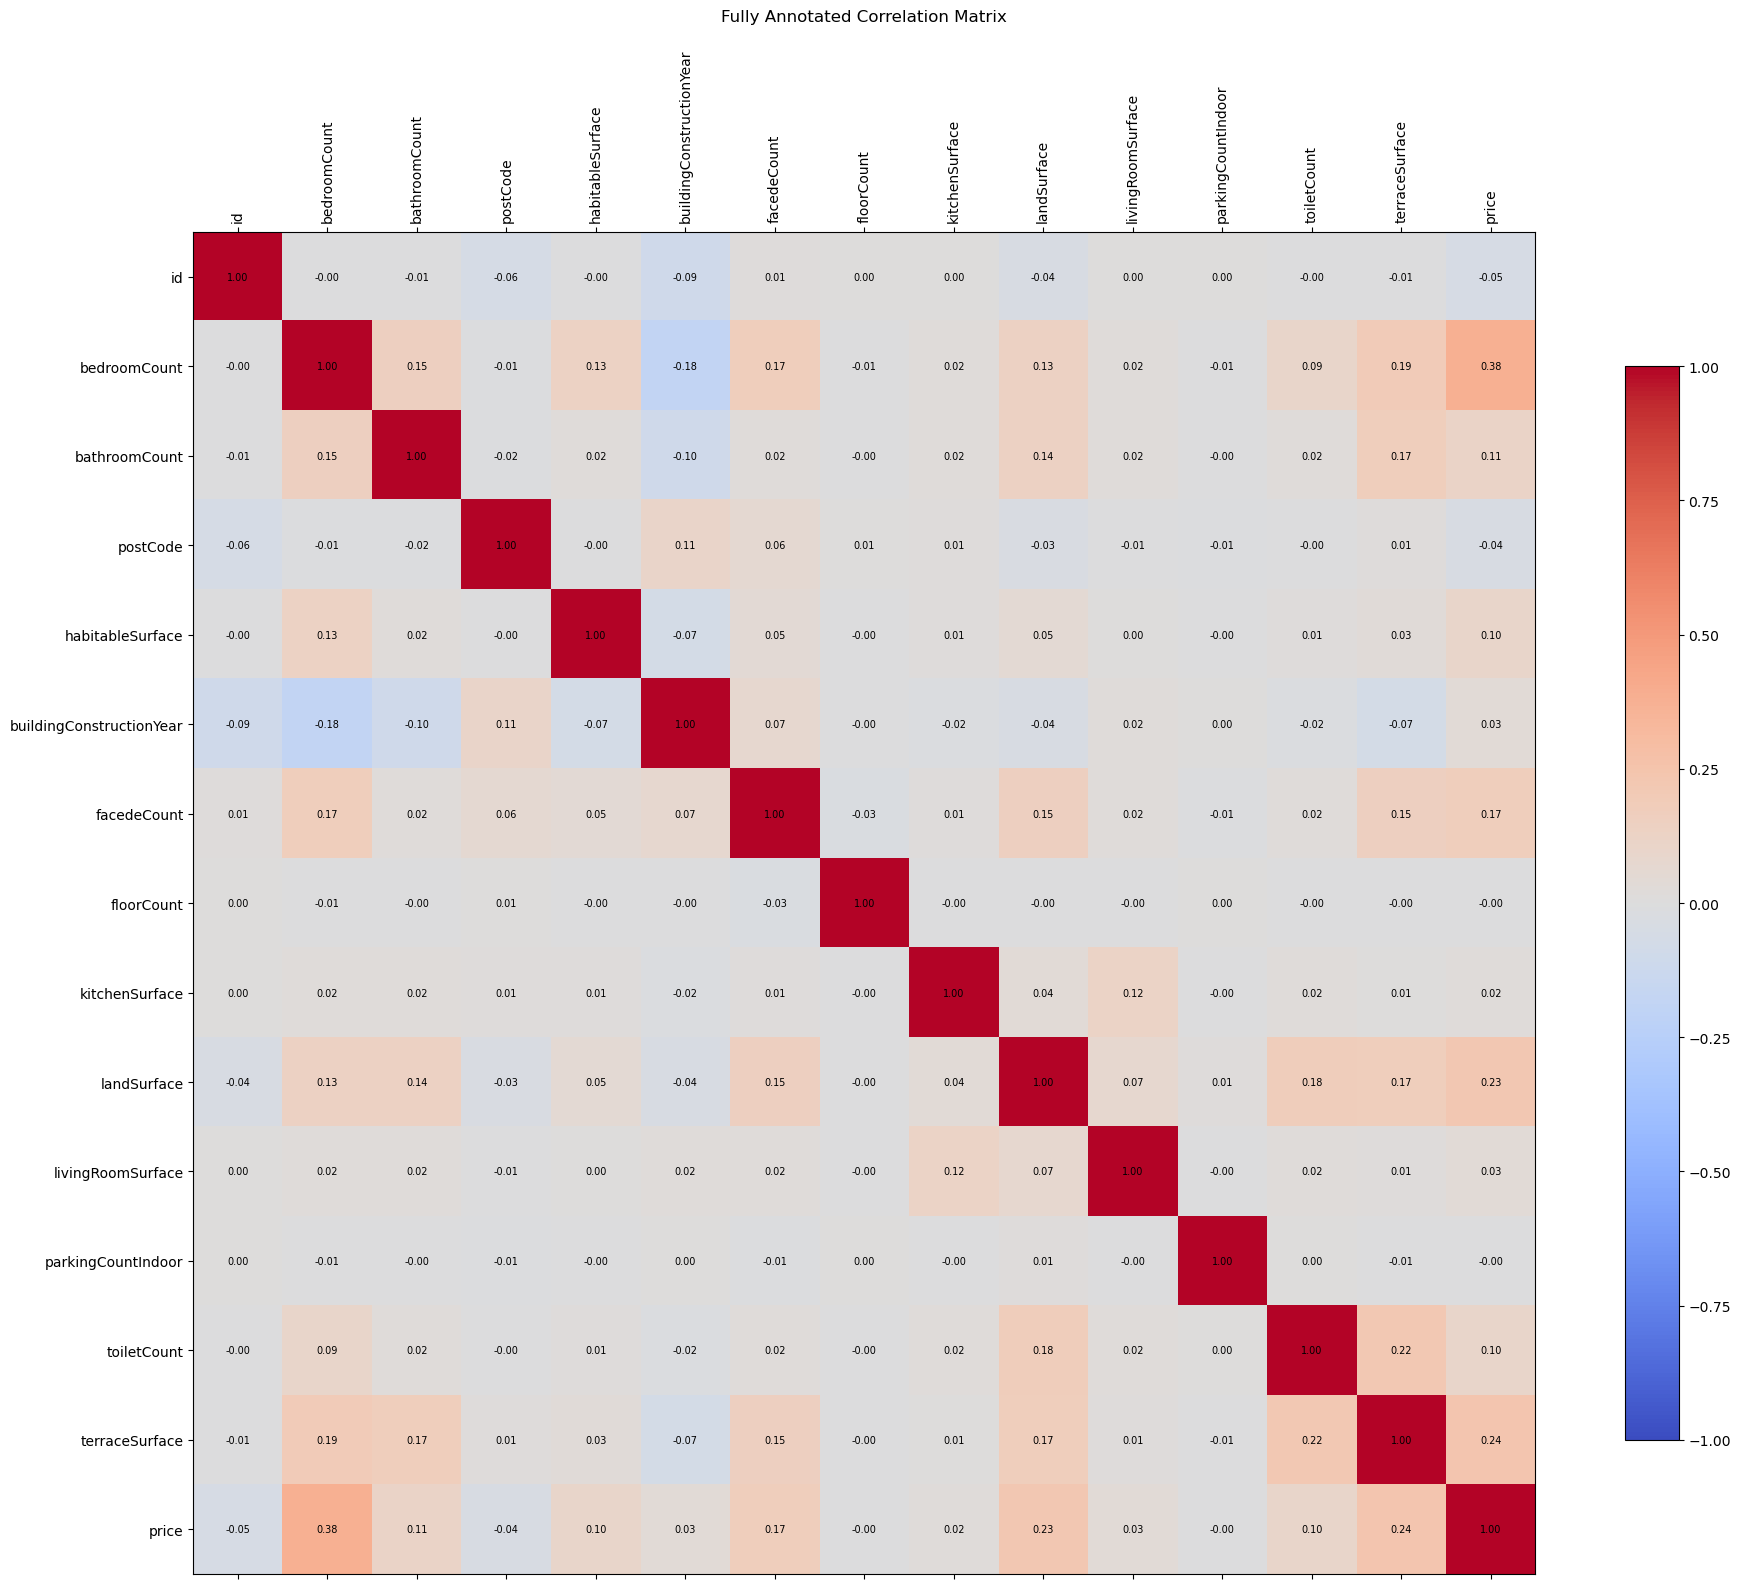 Fully Annotated Correlation Matrix
id
bedroomCount
bathroomCount
postCode
habitableSurface
buildingConstructionYear
facedeCount
floorCount
kitchenSurface
landSurface
livingRoomSurface
parkingCountIndoor
toiletCount
terraceSurface
price
id 1.00 -0.00 -0.01 -0.06 -0.00 -0.09 0.01 0.00 0.00 -0.04 0.00 0.00 -0.00 -0.01 -0.05
bedroomCount -0.00 1.00 0.15 -0.01 0.13 -0.18 0.17 -0.01 0.02 0.13 0.02 -0.01 0.09 0.19 0.38
bathroomCount -0.01 0.15 1.00 -0.02 0.02 -0.10 0.02 -0.00 0.02 0.14 0.02 -0.00 0.02 0.17 0.11
postCode -0.06 -0.01 -0.02 1.00 -0.00 0.11 0.06 0.01 0.01 -0.03 -0.01 -0.01 -0.00 0.01 -0.04
habitableSurface -0.00 0.13 0.02 -0.00 1.00 -0.07 0.05 -0.00 0.01 0.05 0.00 -0.00 0.01 0.03 0.10
buildingConstructionYear -0.09 -0.18 -0.10 0.11 -0.07 1.00 0.07 -0.00 -0.02 -0.04 0.02 0.00 -0.02 -0.07 0.03
facedeCount 0.01 0.17 0.02 0.06 0.05 0.07 1.00 -0.03 0.01 0.15 0.02 -0.01 0.02 0.15 0.17
floorCount 0.00 -0.01 -0.00 0.01 -0.00 -0.00 -0.03 1.00 -0.00 -0.00 -0.00 0.00 -0.00 -0.00 -0.00
kitchenSurface 0.00 0.02 0.02 0.01 0.01 -0.02 0.01 -0.00 1.00 0.04 0.12 -0.00 0.02 0.01 0.02
landSurface -0.04 0.13 0.14 -0.03 0.05 -0.04 0.15 -0.00 0.04 1.00 0.07 0.01 0.18 0.17 0.23
livingRoomSurface 0.00 0.02 0.02 -0.01 0.00 0.02 0.02 -0.00 0.12 0.07 1.00 -0.00 0.02 0.01 0.03
parkingCountIndoor 0.00 -0.01 -0.00 -0.01 -0.00 0.00 -0.01 0.00 -0.00 0.01 -0.00 1.00 0.00 -0.01 -0.00
toiletCount -0.00 0.09 0.02 -0.00 0.01 -0.02 0.02 -0.00 0.02 0.18 0.02 0.00 1.00 0.22 0.10
terraceSurface -0.01 0.19 0.17 0.01 0.03 -0.07 0.15 -0.00 0.01 0.17 0.01 -0.01 0.22 1.00 0.24
price -0.05 0.38 0.11 -0.04 0.10 0.03 0.17 -0.00 0.02 0.23 0.03 -0.00 0.10 0.24 1.00
1.00
0.75
0.50
0.25
0.00
−0.25
−0.50
−0.75
−1.00